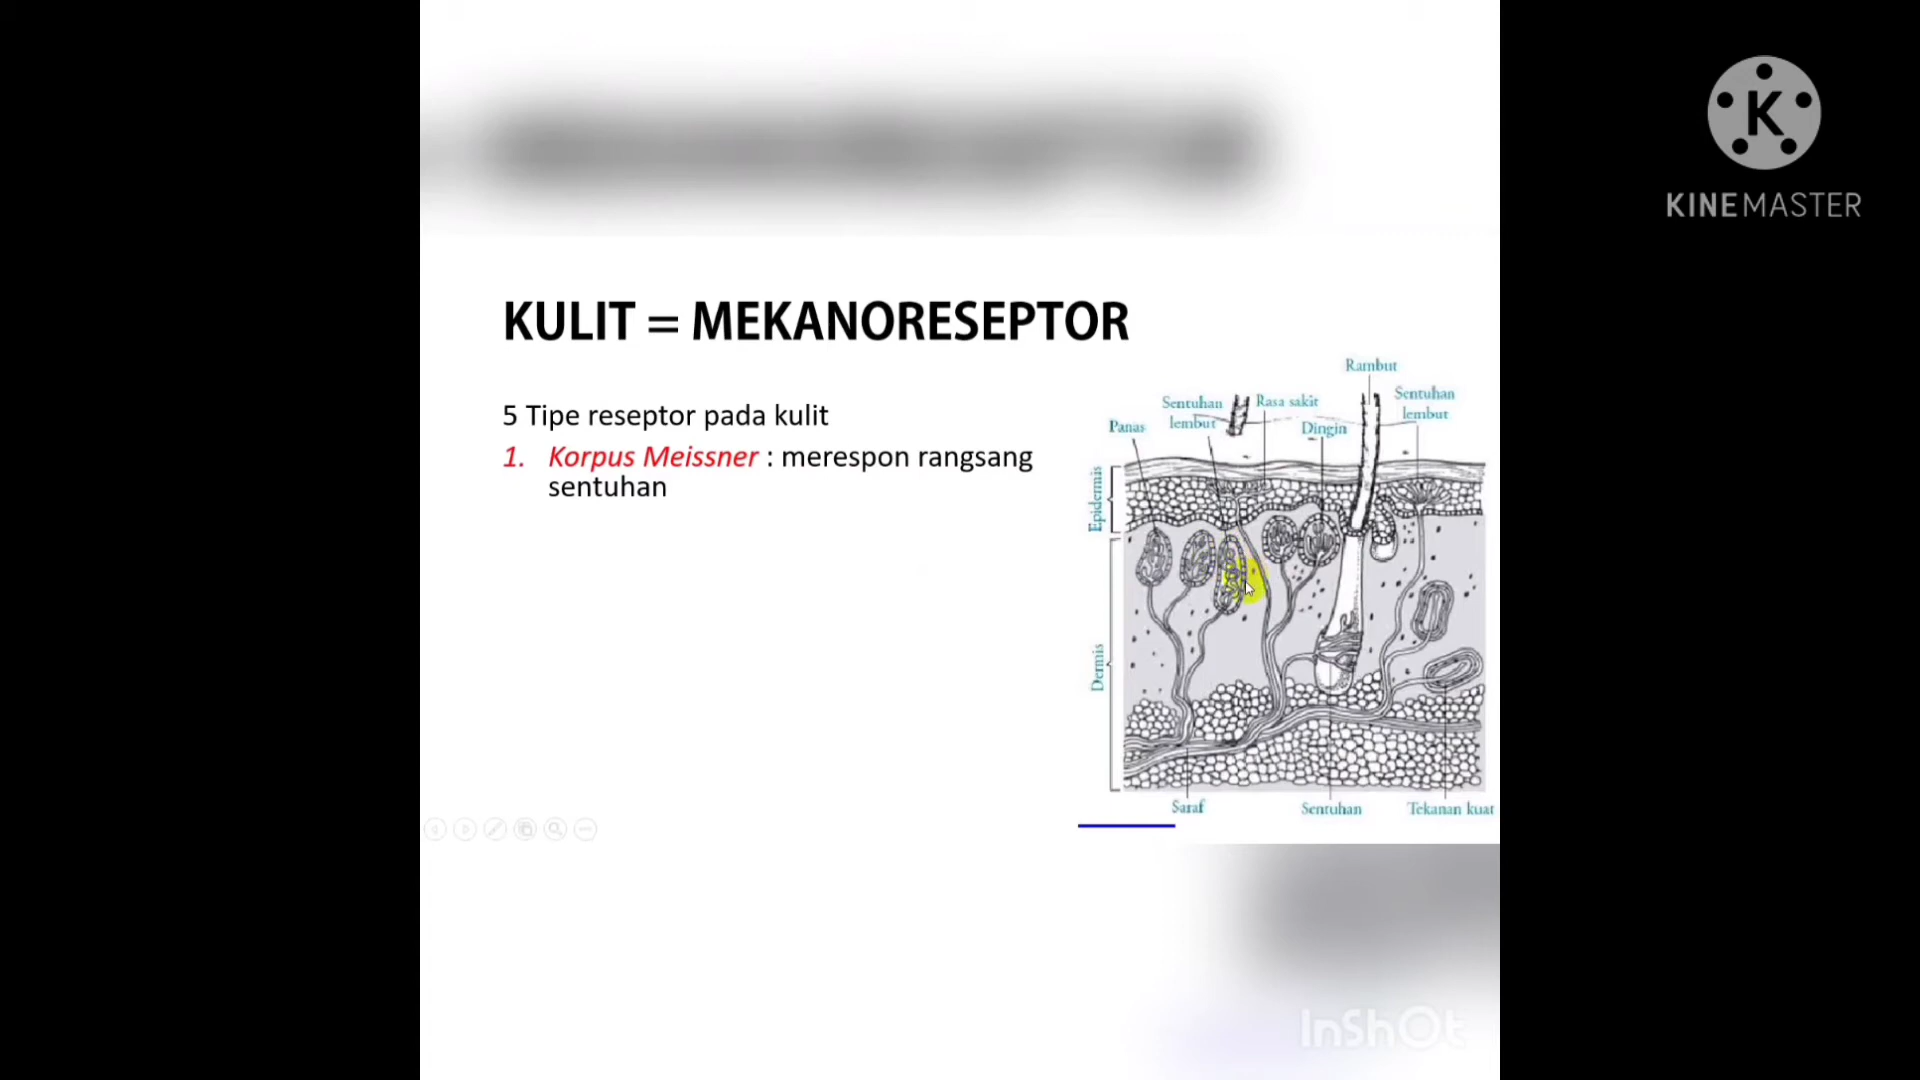 KINEMASTER
KULIT = MEKANORESEPTOR
5 Tipe reseptor pada kulit
1. Korpus Meissner : merespon rangsang
sentuhan
Rambut
Sentuhan
lembut
Rasa sakit
Sentuhan
lembut
Panas
Dingin
Epidermis
Dermis
Saraf
Sentuhan
Tekanan kuat
InShOt